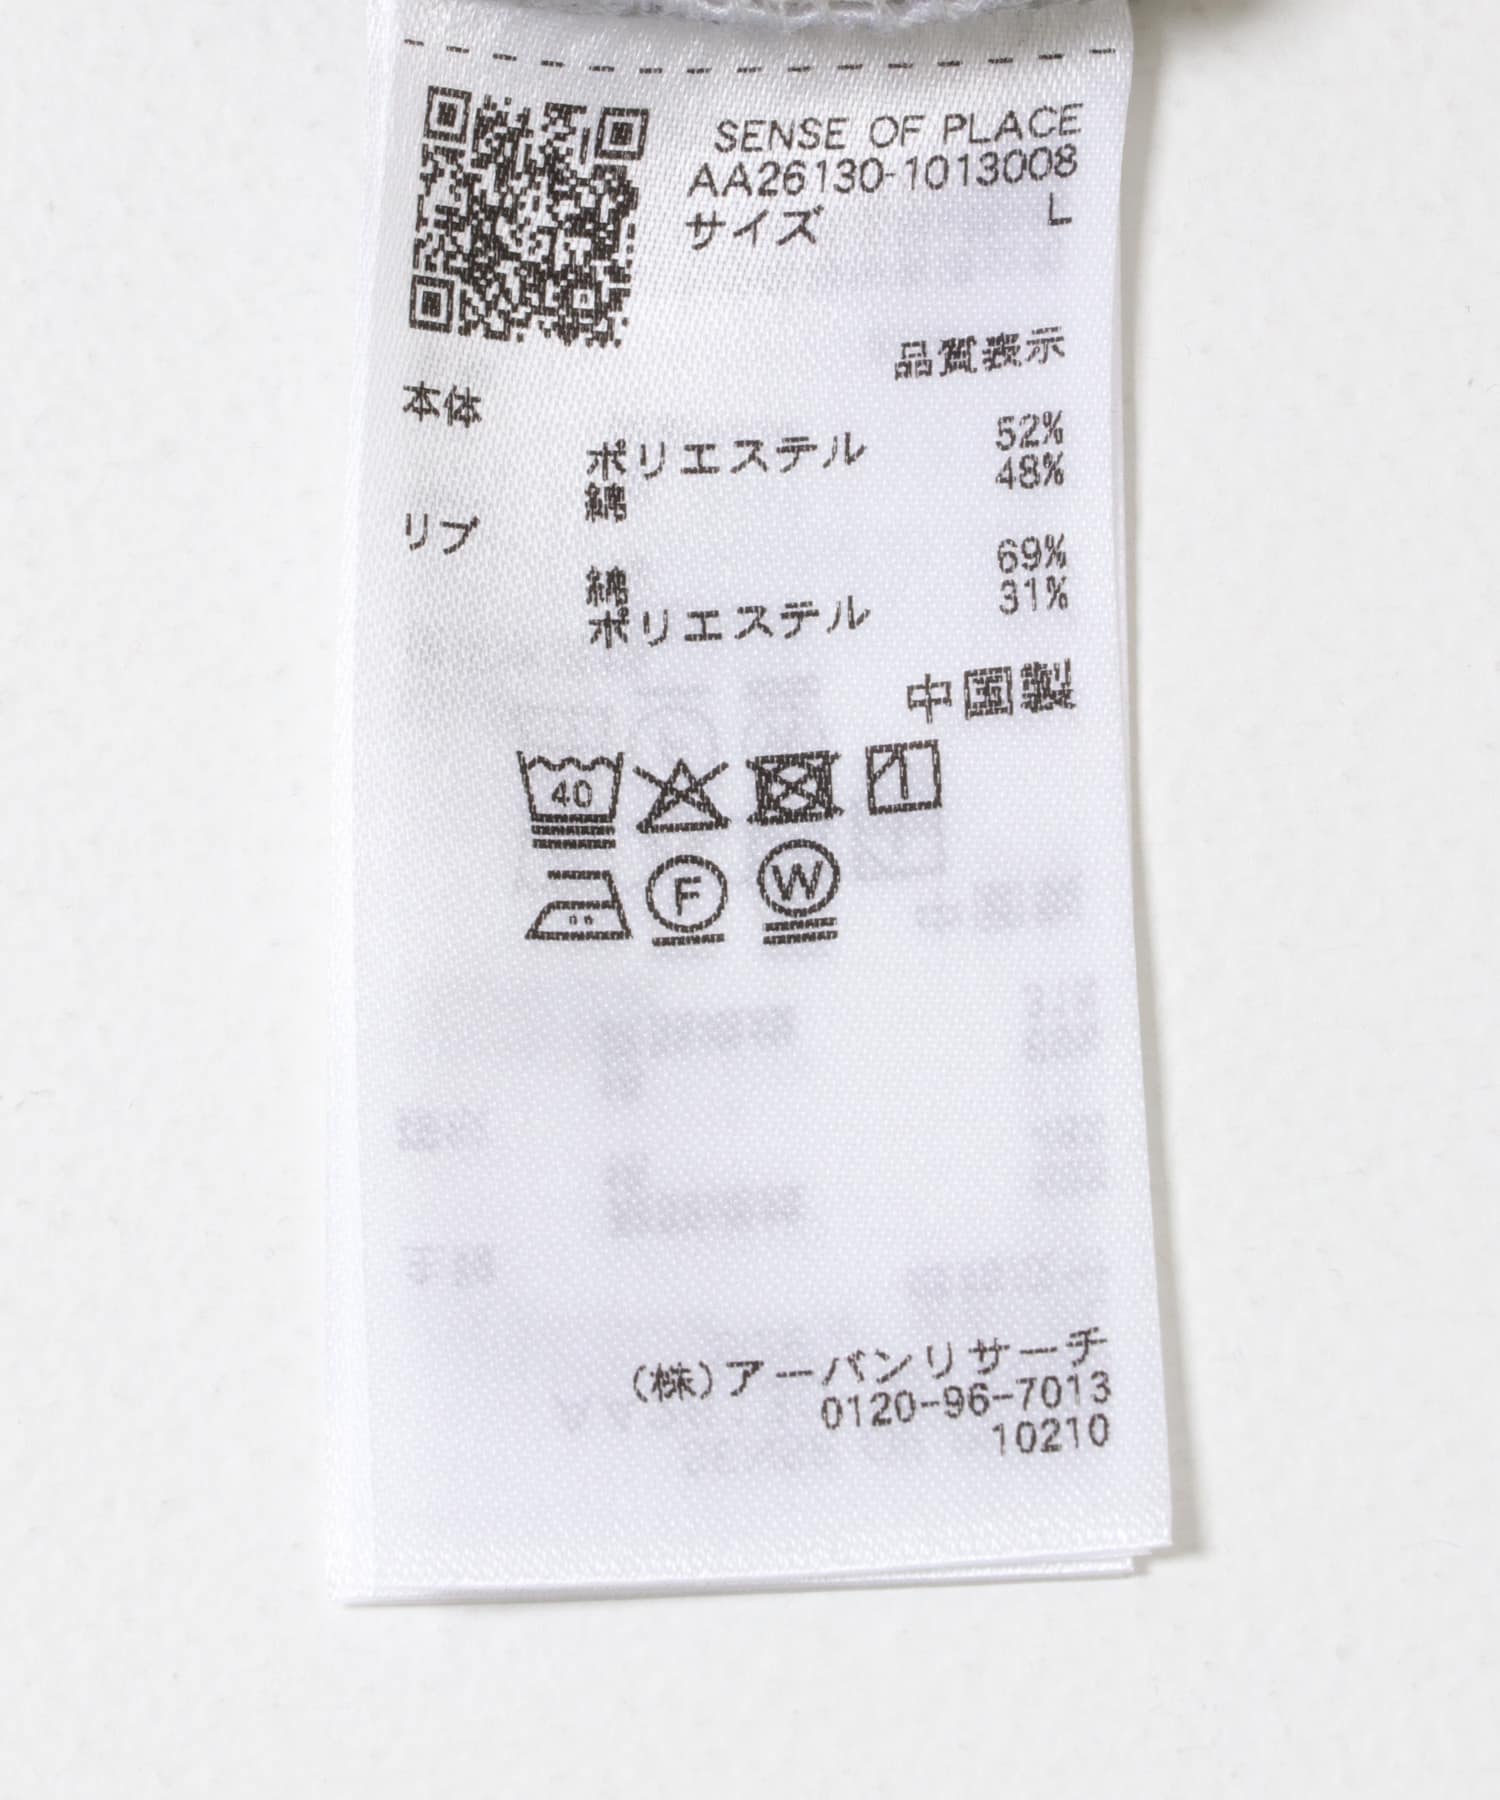 SENSE OF PLACE
AA26130-1013008
サイズ L
品質表示
本体
ポリエステル 52%
綿 48%
リブ
綿 69%
ポリエステル 31%
中国製
40
F W
(株)アーバンリサーチ
0120-96-7013
10210